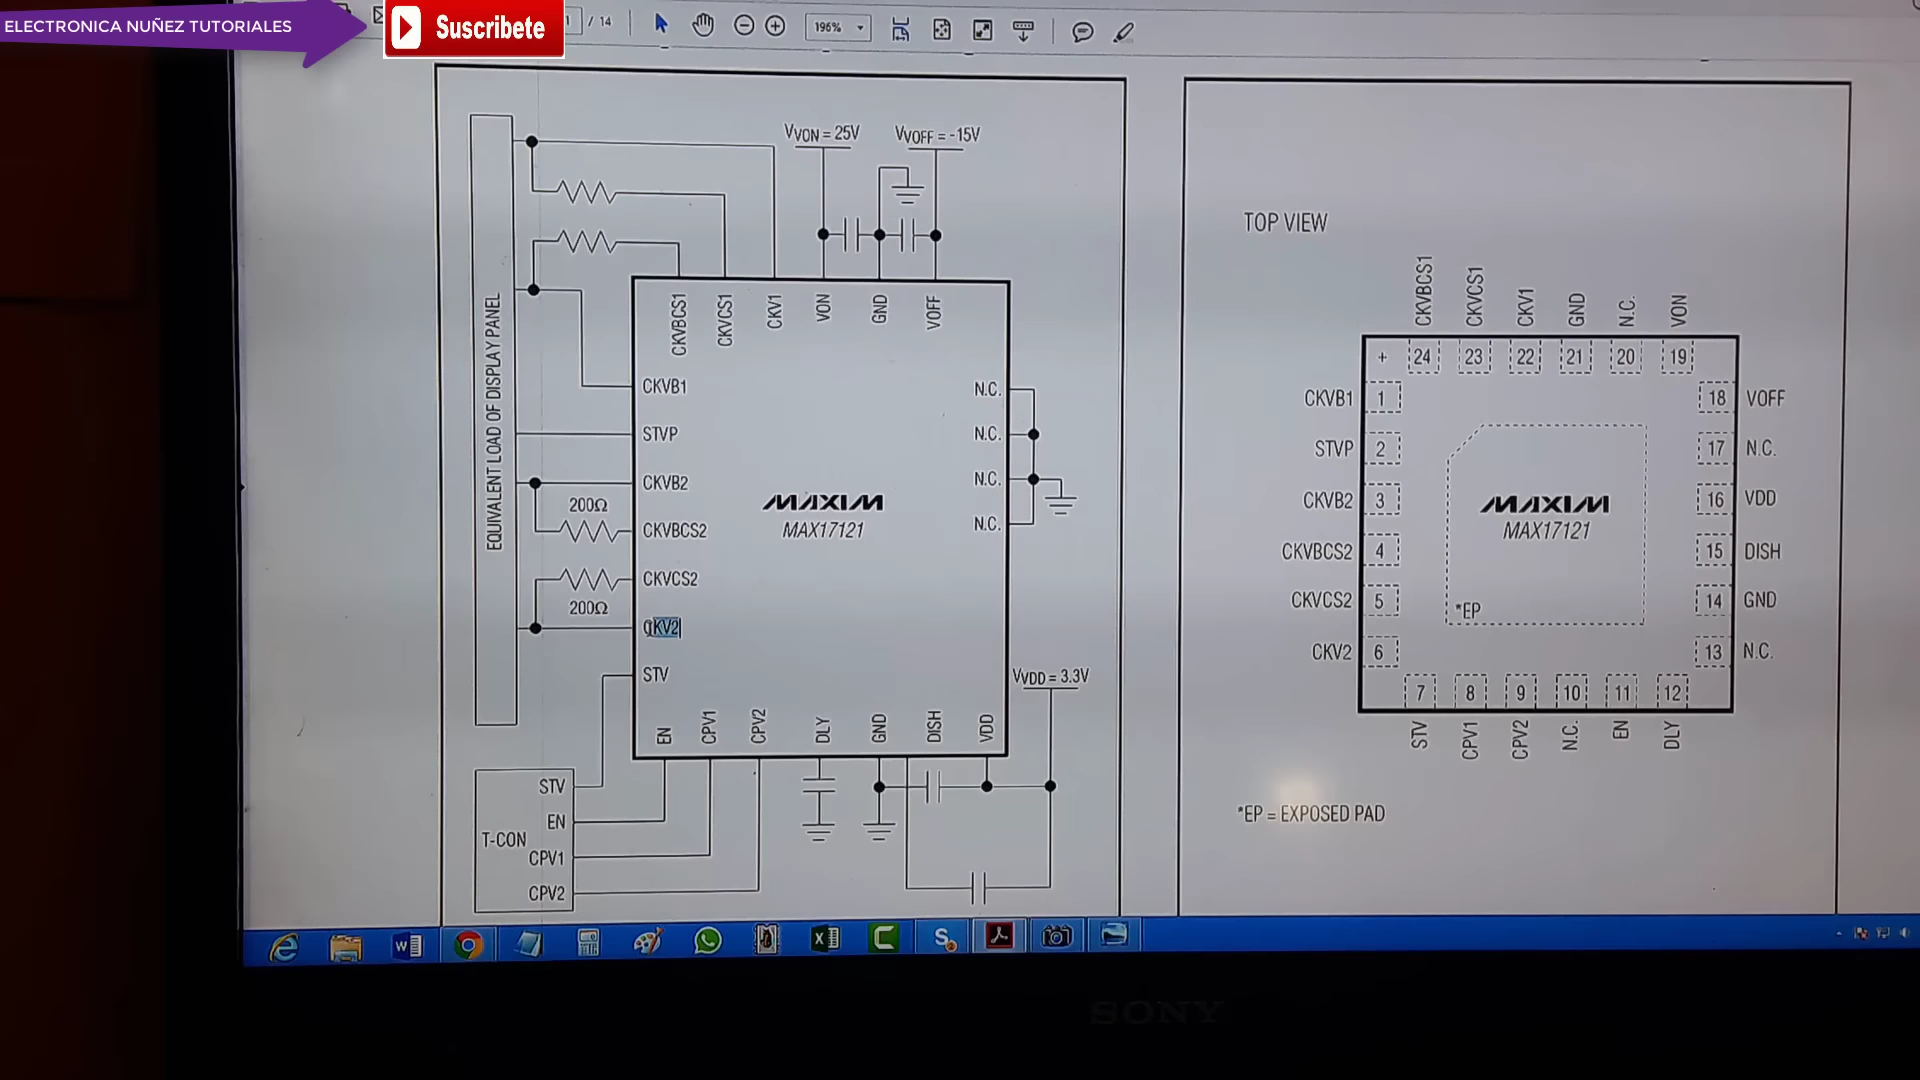 ELECTRONICA NUÑEZ TUTORIALES
Suscribete
/ 14
196%
VVON = 25V
VVOFF = -15V
EQUIVALENT LOAD OF DISPLAY PANEL
CKVBCS1
CKVCS1
CKV1
VON
GND
VOFF
CKVB1
STVP
CKVB2
200Ω
CKVBCS2
CKVCS2
200Ω
CKV2
STV
N.C.
N.C.
N.C.
N.C.
MAXIM
MAX17121
VVDD = 3.3V
EN
CPV1
CPV2
DLY
GND
DISH
VDD
T-CON
STV
EN
CPV1
CPV2
TOP VIEW
CKVBCS1
CKVCS1
CKV1
GND
N.C.
VON
+ 24 23 22 21 20 19
CKVB1 1
STVP 2
CKVB2 3
CKVBCS2 4
CKVCS2 5
CKV2 6
18 VOFF
17 N.C.
16 VDD
15 DISH
14 GND
13 N.C.
MAXIM
MAX17121
*EP
7 8 9 10 11 12
STV
CPV1
CPV2
N.C.
EN
DLY
*EP = EXPOSED PAD
SONY